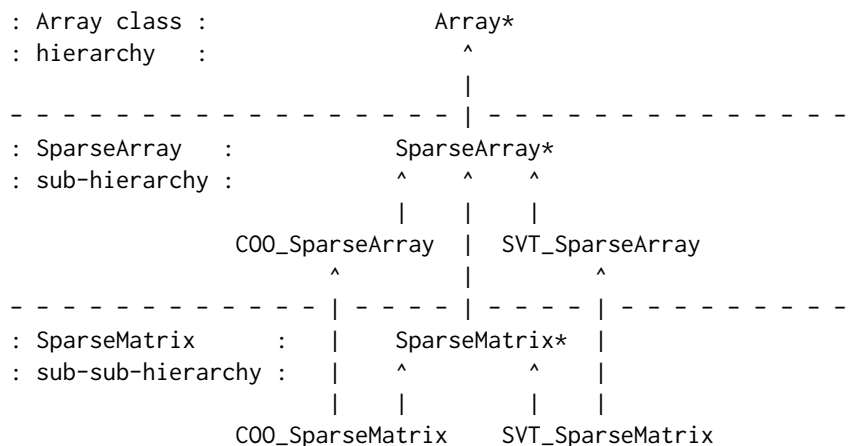 : Array class : Array*
: hierarchy : ^
|
- - - - - - - - - - - - - - - - - | - - - - - - - - - - - - - -
: SparseArray : SparseArray*
: sub-hierarchy : ^ ^ ^
| | |
COO_SparseArray | SVT_SparseArray
^ | ^
- - - - - - - - - - - - | - - - - | - - - - | - - - - - - - - -
: SparseMatrix : | SparseMatrix* |
: sub-sub-hierarchy : | ^ ^ |
| | | |
COO_SparseMatrix SVT_SparseMatrix